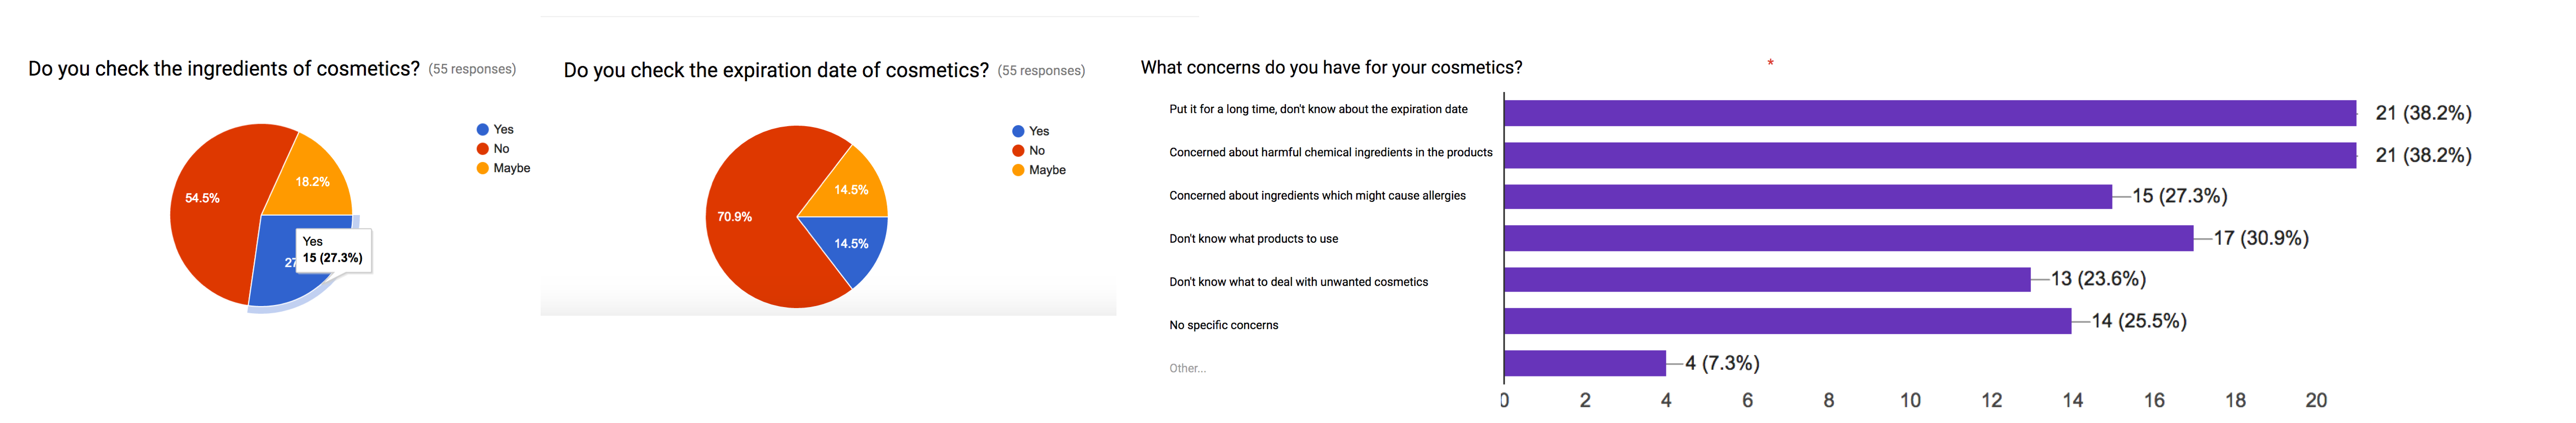 Do you check the ingredients of cosmetics? (55 responses)
Yes
No
Maybe
54.5%
18.2%
27
Yes
15 (27.3%)
Do you check the expiration date of cosmetics? (55 responses)
Yes
No
Maybe
70.9%
14.5%
14.5%
What concerns do you have for your cosmetics? *
Put it for a long time, don't know about the expiration date 21 (38.2%)
Concerned about harmful chemical ingredients in the products 21 (38.2%)
Concerned about ingredients which might cause allergies 15 (27.3%)
Don't know what products to use 17 (30.9%)
Don't know what to deal with unwanted cosmetics 13 (23.6%)
No specific concerns 14 (25.5%)
Other... 4 (7.3%)
0 2 4 6 8 10 12 14 16 18 20